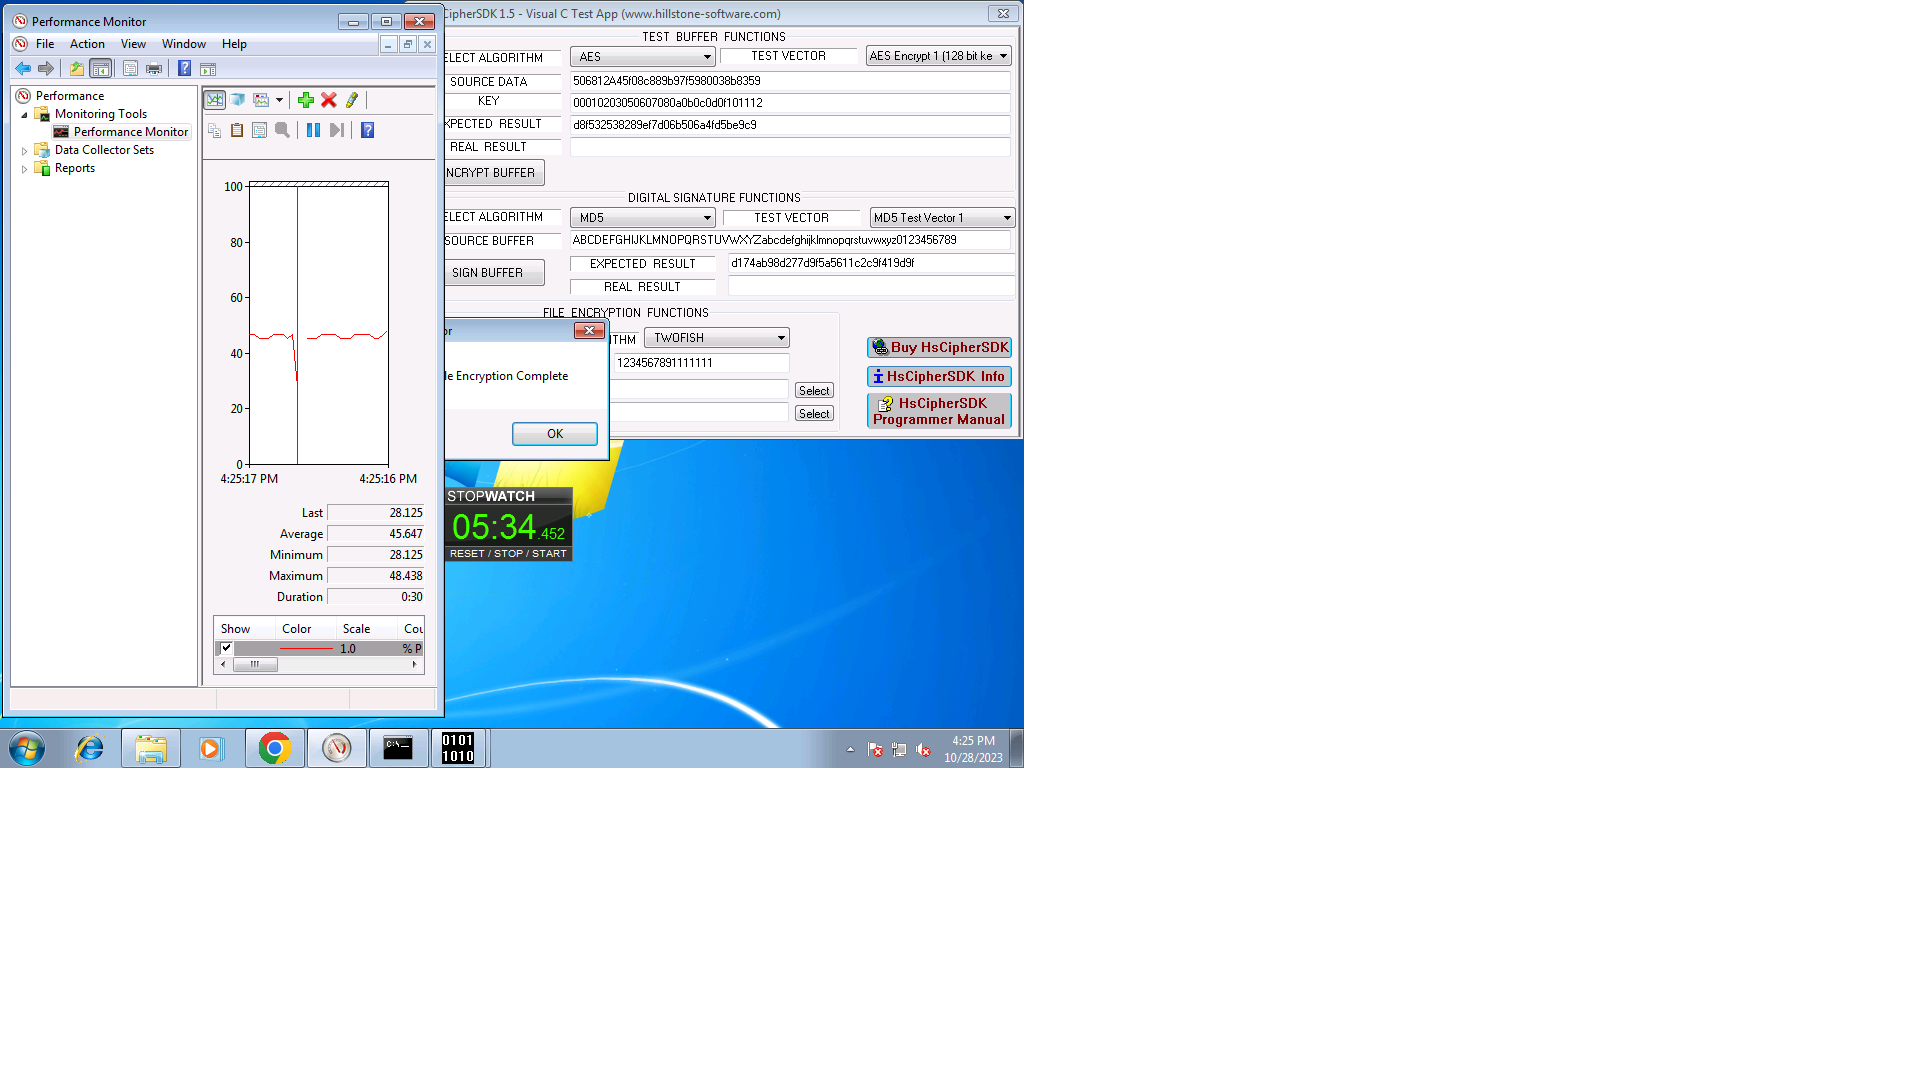 Performance Monitor
File Action View Window Help
Performance
Monitoring Tools
Performance Monitor
Data Collector Sets
Reports
100
80
60
40
20
0
4:25:17 PM 4:25:16 PM
Last 28.125
Average 45.647
Minimum 28.125
Maximum 48.438
Duration 0:30
Show Color Scale Cou
1.0 % P
CipherSDK 1.5 - Visual C Test App (www.hillstone-software.com)
TEST BUFFER FUNCTIONS
ELECT ALGORITHM AES TEST VECTOR AES Encrypt 1 (128 bit ke
SOURCE DATA 506812A45f08c889b97f5980038b8359
KEY 00010203050607080a0b0c0d0f101112
XPECTED RESULT d8f532538289ef7d06b506a4fd5be9c9
REAL RESULT
NCRYPT BUFFER
DIGITAL SIGNATURE FUNCTIONS
ELECT ALGORITHM MD5 TEST VECTOR MD5 Test Vector 1
SOURCE BUFFER ABCDEFGHIJKLMNOPQRSTUVWXYZabcdefghijklmnopqrstuvwxyz0123456789
SIGN BUFFER EXPECTED RESULT d174ab98d277d9f5a5611c2c9f419d9f
REAL RESULT
FILE ENCRYPTION FUNCTIONS
ITHM TWOFISH
1234567891111111
Select
Select
Buy HsCipherSDK
HsCipherSDK Info
HsCipherSDK
Programmer Manual
or
le Encryption Complete
OK
STOPWATCH
05:34.452
RESET / STOP / START
C:\_
0101
1010
4:25 PM
10/28/2023